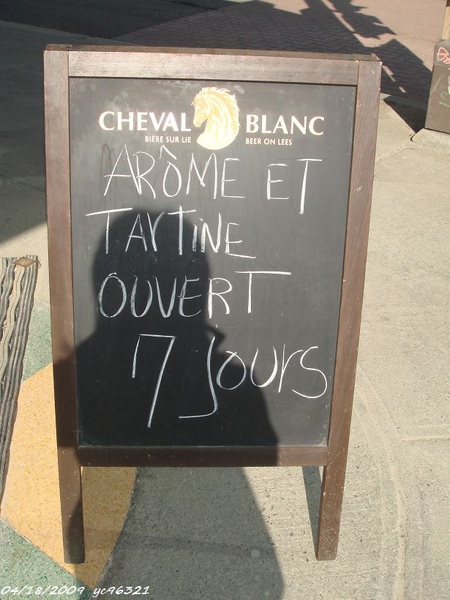 CHEVAL BLANC
BIÈRE SUR LIE BEER ON LEES
ARÔME ET
TARTINE
OUVERT
7 JOURS
04/18/2009 yc96321